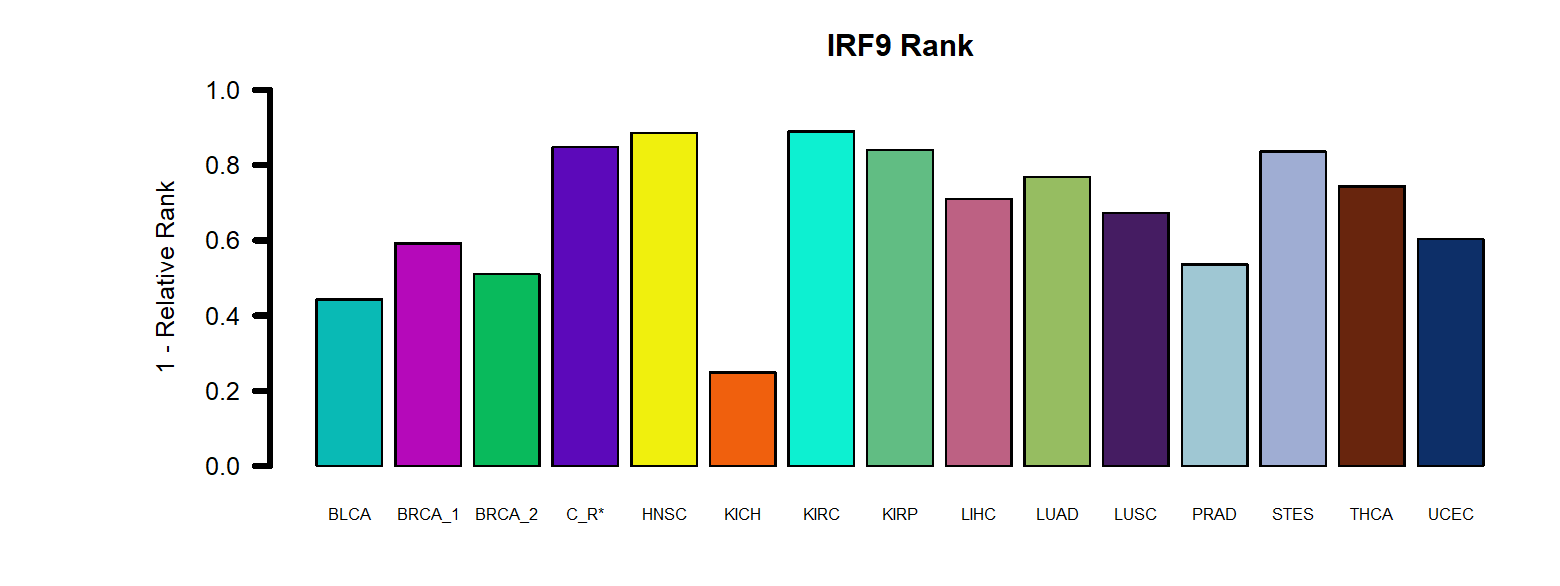 IRF9 Rank
1 - Relative Rank
1.0
0.8
0.6
0.4
0.2
0.0
BLCA BRCA_1 BRCA_2 C_R* HNSC KICH KIRC KIRP LIHC LUAD LUSC PRAD STES THCA UCEC